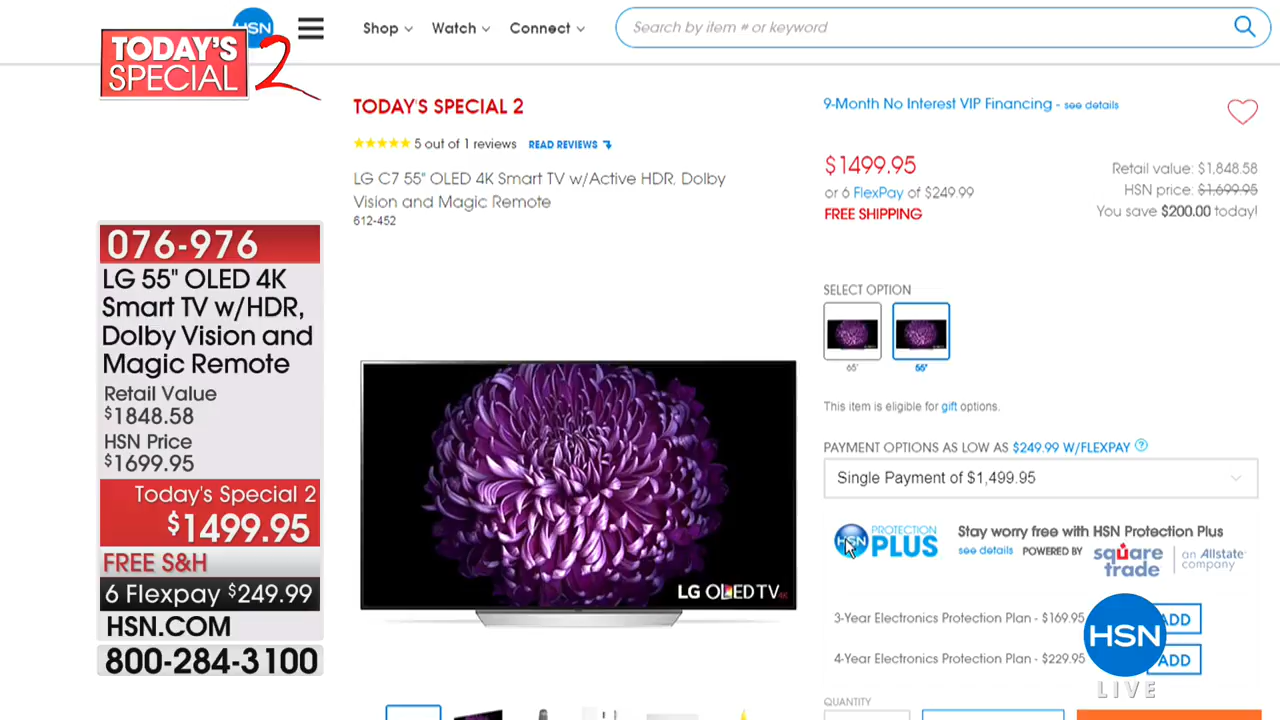 HSN
Shop
Watch
Connect
Search by item # or keyword
TODAY'S
SPECIAL 2
TODAY'S SPECIAL 2
5 out of 1 reviews READ REVIEWS
LG C7 55" OLED 4K Smart TV w/Active HDR, Dolby
Vision and Magic Remote
612-452
9-Month No Interest VIP Financing - see details
$1499.95
or 6 FlexPay of $249.99
FREE SHIPPING
Retail value: $1,848.58
HSN price: $1,699.95
You save $200.00 today!
076-976
LG 55" OLED 4K
Smart TV w/HDR,
Dolby Vision and
Magic Remote
Retail Value
$1848.58
HSN Price
$1699.95
Today's Special 2
$1499.95
FREE S&H
6 Flexpay $249.99
HSN.COM
800-284-3100
LG OLED TV 4K
SELECT OPTION
65"
55"
This item is eligible for gift options.
PAYMENT OPTIONS AS LOW AS $249.99 W/FLEXPAY ?
Single Payment of $1,499.95
HSN PROTECTION
PLUS
Stay worry free with HSN Protection Plus
see details POWERED BY
square
trade
an Allstate
company
3-Year Electronics Protection Plan - $169.95
ADD
4-Year Electronics Protection Plan - $229.95
ADD
HSN
LIVE
QUANTITY